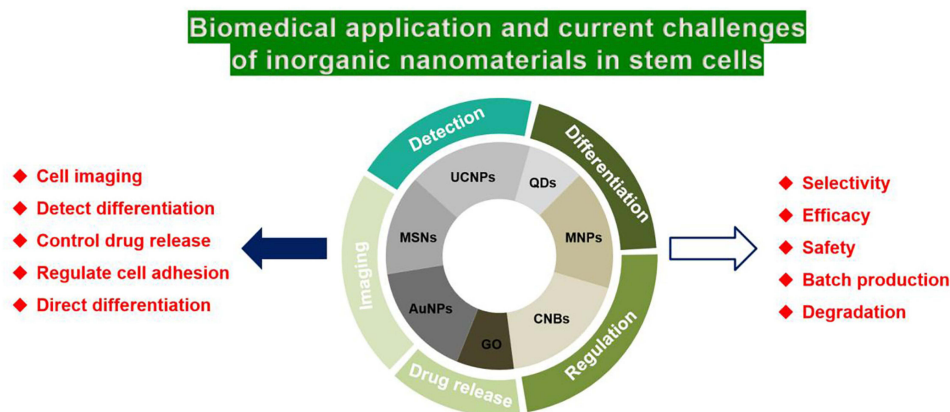 Biomedical application and current challenges
of inorganic nanomaterials in stem cells
Cell imaging
Detect differentiation
Control drug release
Regulate cell adhesion
Direct differentiation
Detection
Differentiation
Regulation
Drug release
Imaging
UCNPs
QDs
MNPs
CNBs
GO
AuNPs
MSNs
Selectivity
Efficacy
Safety
Batch production
Degradation